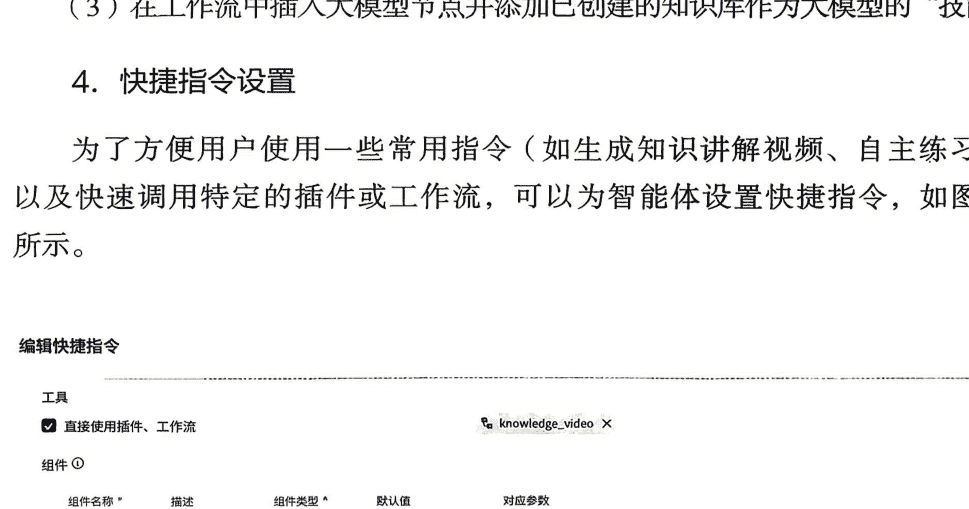 （3）在工作流中插入大模型节点并添加已创建的知识库作为大模型的“技
4．快捷指令设置
为了方便用户使用一些常用指令（如生成知识讲解视频、自主练习
以及快速调用特定的插件或工作流，可以为智能体设置快捷指令，如图
所示。
编辑快捷指令
工具
直接使用插件、工作流 knowledge_video ×
组件
组件名称 描述 组件类型 默认值 对应参数